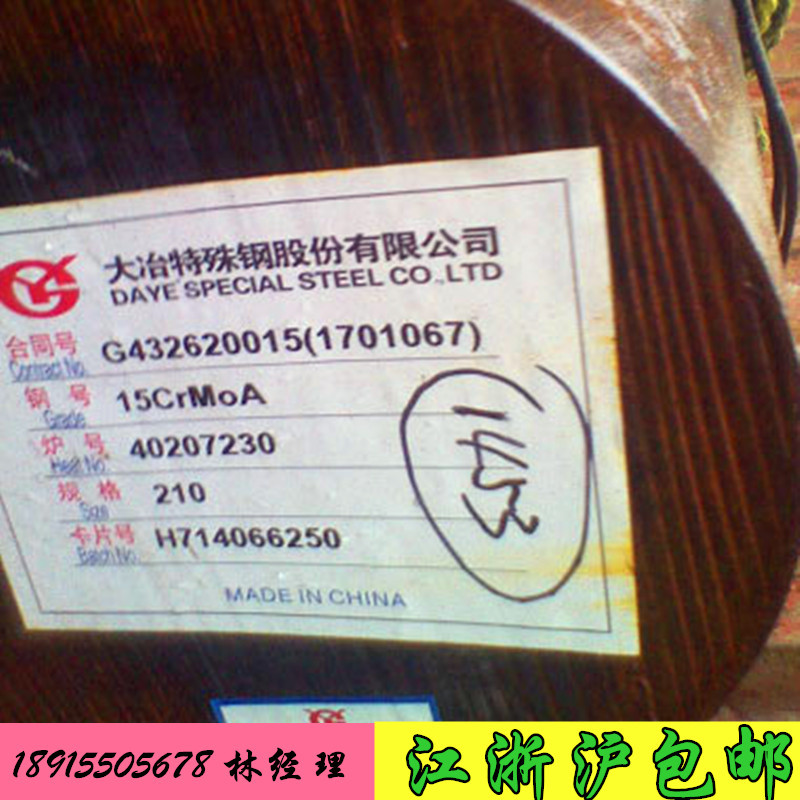 大冶特殊钢股份有限公司
DAYE SPECIAL STEEL CO.,LTD
合同号 G432620015(1701067)
Contract No.
钢号 15CrMoA
Grade
炉号 40207230
Heat No.
规格 210
Size
卡片号 H714066250
Batch No.
1453
MADE IN CHINA
18915505678 林经理
江浙沪包邮